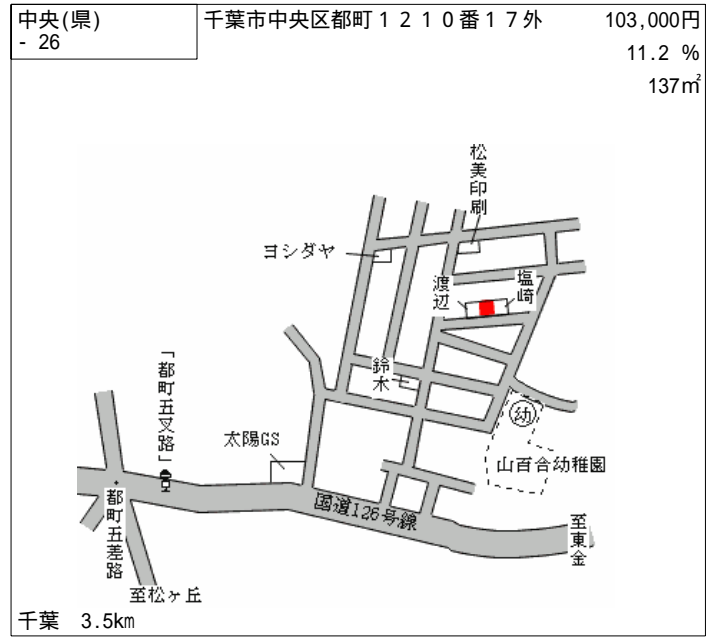 中央(県)
- 26
千葉市中央区都町1210番17外
103,000円
11.2 %
137㎡
松美印刷
ヨシダヤ
渡辺
塩崎
鈴木
「都町五叉路」
太陽GS
幼
山百合幼稚園
国道126号線
都町五差路
至東金
至松ヶ丘
千葉 3.5km